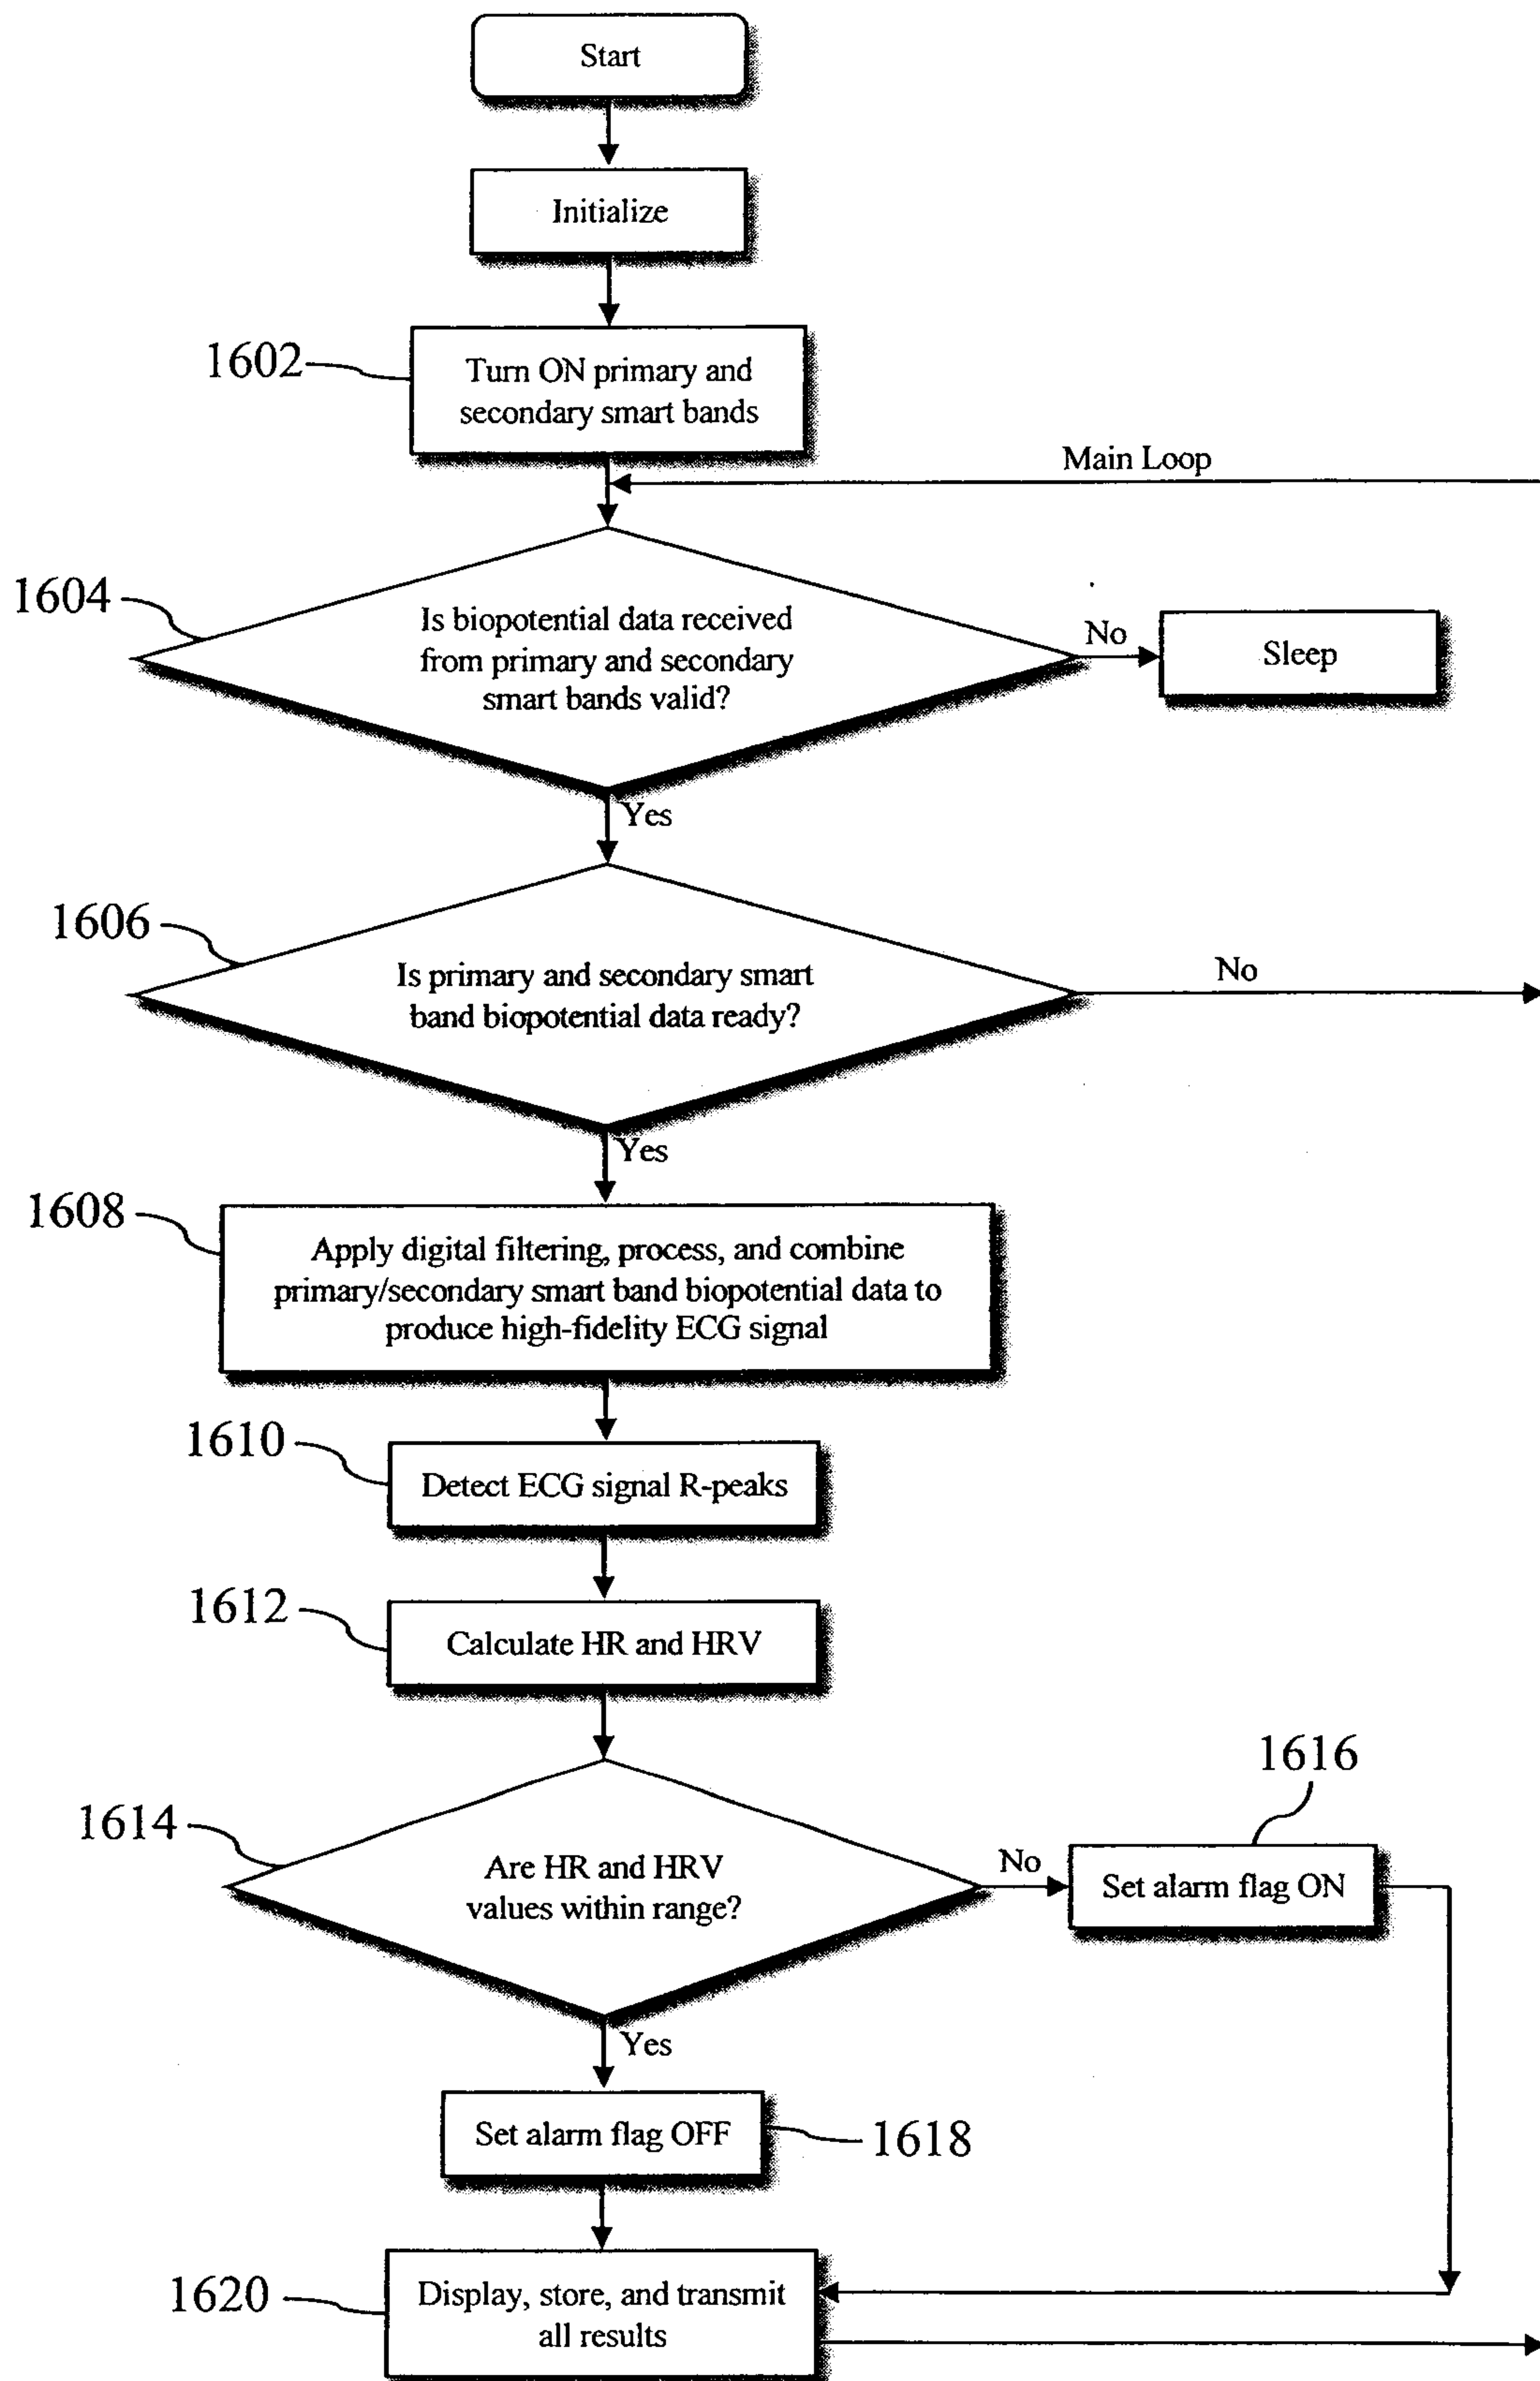 Start
Initialize
1602
Turn ON primary and
secondary smart bands
Main Loop
1604
Is biopotential data received
from primary and secondary
smart bands valid?
No
Sleep
Yes
1606
Is primary and secondary smart
band biopotential data ready?
No
Yes
1608
Apply digital filtering, process, and combine
primary/secondary smart band biopotential data to
produce high-fidelity ECG signal
1610
Detect ECG signal R-peaks
1612
Calculate HR and HRV
1614
Are HR and HRV
values within range?
No
1616
Set alarm flag ON
Yes
Set alarm flag OFF
1618
1620
Display, store, and transmit
all results